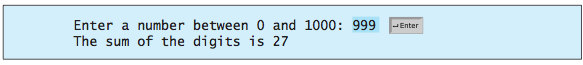 Enter a number between 0 and 1000: 999 ↵Enter
The sum of the digits is 27